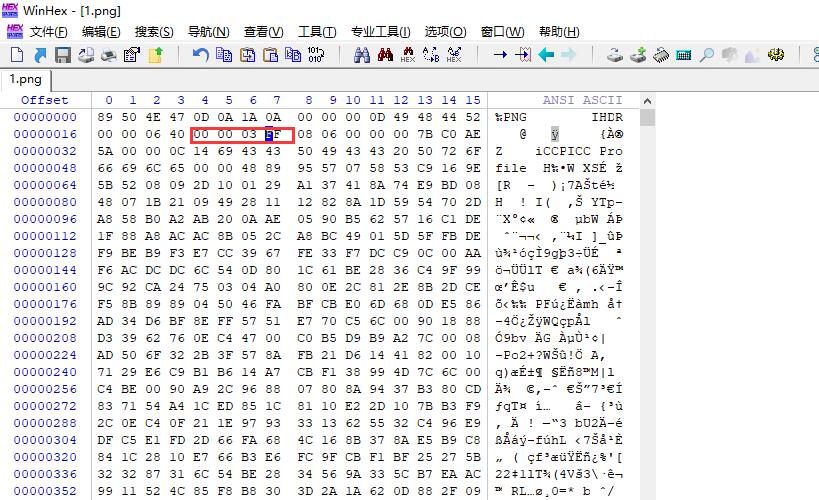 WinHex - [1.png]
文件(F) 编辑(E) 搜索(S) 导航(N) 查看(V) 工具(T) 专业工具(I) 选项(O) 窗口(W) 帮助(H)
1.png
Offset 0 1 2 3 4 5 6 7 8 9 10 11 12 13 14 15 ANSI ASCII
00000000 89 50 4E 47 0D 0A 1A 0A 00 00 00 0D 49 48 44 52 ‰PNG IHDR
00000016 00 00 06 40 00 00 03 FF 08 06 00 00 00 7B C0 AE @ ÿ {À®
00000032 5A 00 00 0C 14 69 43 43 50 49 43 43 20 50 72 6F Z iCCPICC Pro
00000048 66 69 6C 65 00 00 48 89 95 57 07 58 53 C9 16 9E file H‰•W XSÉ ž
00000064 5B 52 08 09 2D 10 01 29 A1 37 41 8A 74 E9 BD 08 [R - )¡7AŠté½
00000080 48 07 1B 21 09 49 28 11 12 82 8A 1D 59 54 70 2D H ! I( ‚Š YTp-
00000096 A8 58 B0 A2 AB 20 0A AE 05 90 B5 62 57 16 C1 DE ¨X°¢« ® µbW ÁÞ
00000112 1F 88 A8 AC AC 8B 05 2C A8 BC 49 01 5D 5F FB DE ˆ¨¬¬‹ ,¨¼I ]_ûÞ
00000128 F9 BE B9 F3 E7 CC 39 67 FE 33 F7 DC C9 0C 00 AA ù¾¹óçÌ9gþ3÷ÜÉ ª
00000144 F6 AC DC DC 6C 54 0D 80 1C 61 BE 28 36 C4 9F 99 ö¬ÜÜlT € a¾(6ÄŸ™
00000160 9C 92 CA 24 75 03 04 A0 80 0E 2C 81 2E 8B 2D CE œ’Ê$u € , .‹-Î
00000176 F5 8B 89 89 04 50 46 FA BF CB E0 6D 68 0D E5 86 õ‹‰‰ PFú¿Ëàmh å†
00000192 AD 34 D6 BF 8E FF 57 51 E7 70 C5 6C 00 90 18 88 -4Ö¿ŽÿWQçpÅl ˆ
00000208 D3 39 62 76 0E C4 47 00 C0 B5 D9 B9 A2 7C 00 08 Ó9bv ÄG ÀµÙ¹¢|
00000224 AD 50 6F 32 2B 3F 57 8A FB 21 D6 14 41 82 00 10 -Po2+?WŠû!Ö A‚
00000240 71 29 E6 C9 B1 B6 14 A7 CB F1 38 99 4D 7C 6C 00 q)æÉ±¶ §Ëñ8™M|l
00000256 C4 BE 00 90 A9 2C 96 88 07 80 8A 94 37 B3 80 CD Ä¾ ©,–ˆ €Š”7³€Í
00000272 83 71 54 A4 1C ED 85 1C 81 10 E2 2D 10 7B B3 F9 ƒqT¤ í… â- {³ù
00000288 2C 0E C4 0F 21 1E 97 93 33 13 62 55 32 C4 96 E9 , Ä ! —“3 bU2Ä–é
00000304 DF C5 E1 FD 2D 66 FA 68 4C 16 8B 37 8A E5 B9 C8 ßÅáý-fúhL ‹7Šå¹È
00000320 84 1C 28 10 E7 66 B3 E6 FC 9F CB F1 BF 25 27 5B „ ( çf³æüŸËñ¿%'[
00000336 32 32 87 31 6C 54 BE 28 34 56 9A 33 5C B7 EA AC 22‡1lT¾(4Vš3\·ê¬
00000352 99 11 52 4C 85 F8 B8 30 3D 2A 1A 62 0D 88 2F 09 ™ RL…ø¸0=* b ˆ/